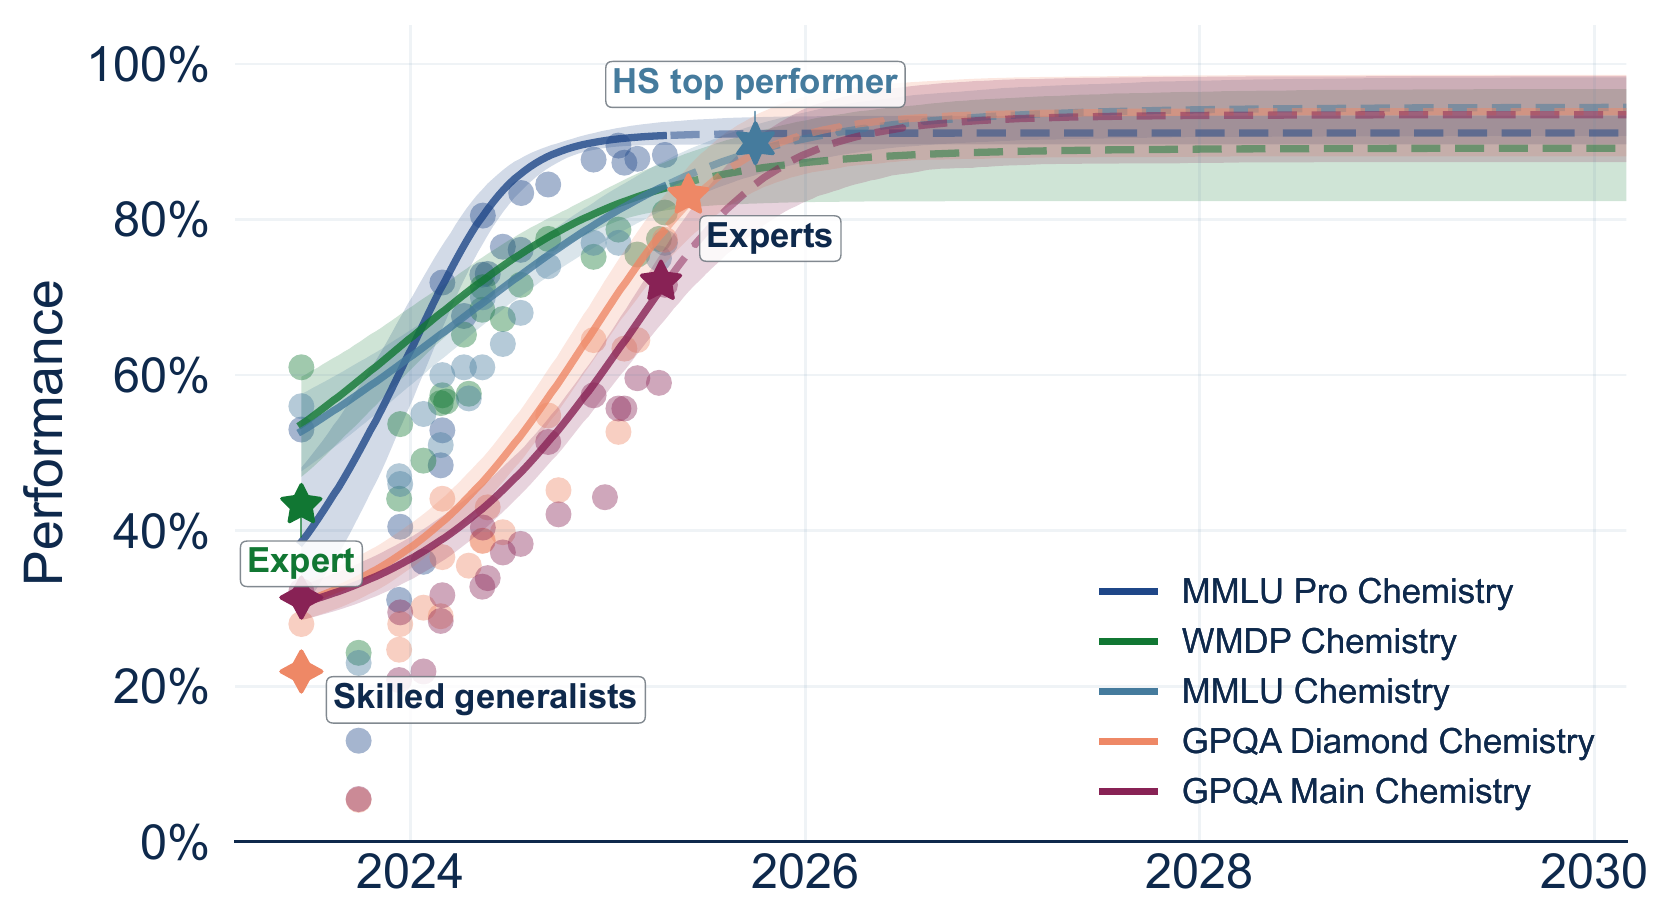 Performance
100%
80%
60%
40%
20%
0%
2024
2026
2028
2030
HS top performer
Experts
Expert
Skilled generalists
MMLU Pro Chemistry
WMDP Chemistry
MMLU Chemistry
GPQA Diamond Chemistry
GPQA Main Chemistry